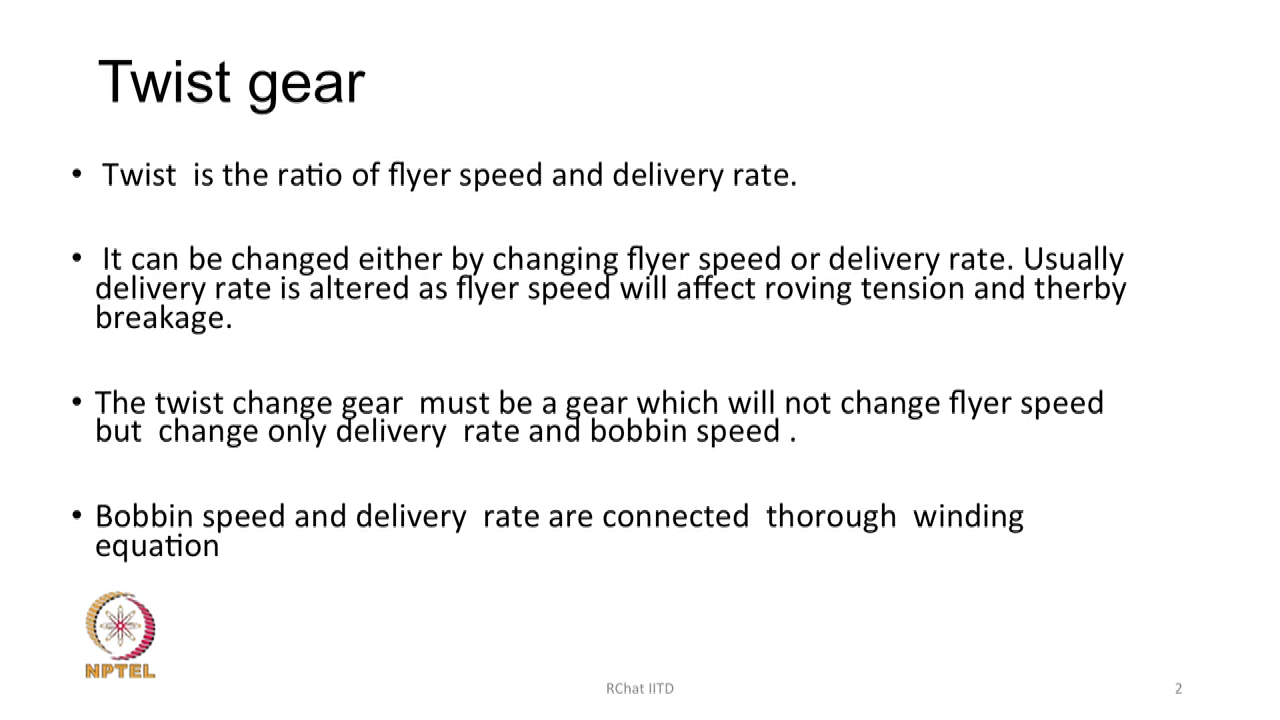 Twist gear
• Twist is the ratio of flyer speed and delivery rate.
• It can be changed either by changing flyer speed or delivery rate. Usually
delivery rate is altered as flyer speed will affect roving tension and therby
breakage.
• The twist change gear must be a gear which will not change flyer speed
but change only delivery rate and bobbin speed .
• Bobbin speed and delivery rate are connected thorough winding
equation
NPTEL
RChat IITD
2